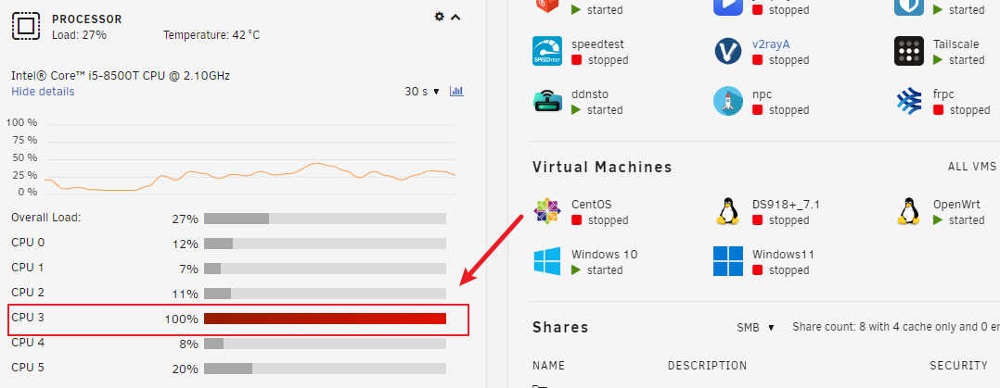 PROCESSOR
Load: 27% Temperature: 42 °C
Intel® Core™ i5-8500T CPU @ 2.10GHz
Hide details 30 s
100 %
75 %
50 %
25 %
0 %
Overall Load: 27%
CPU 0 12%
CPU 1 7%
CPU 2 11%
CPU 3 100%
CPU 4 8%
CPU 5 20%
started stopped started
speedtest v2rayA Tailscale
stopped stopped started
ddnsto npc frpc
started stopped stopped
Virtual Machines ALL VMS
CentOS DS918+_7.1 OpenWrt
stopped stopped started
Windows 10 Windows11
started stopped
Shares SMB Share count: 8 with 4 cache only and 0 
NAME DESCRIPTION SECURITY